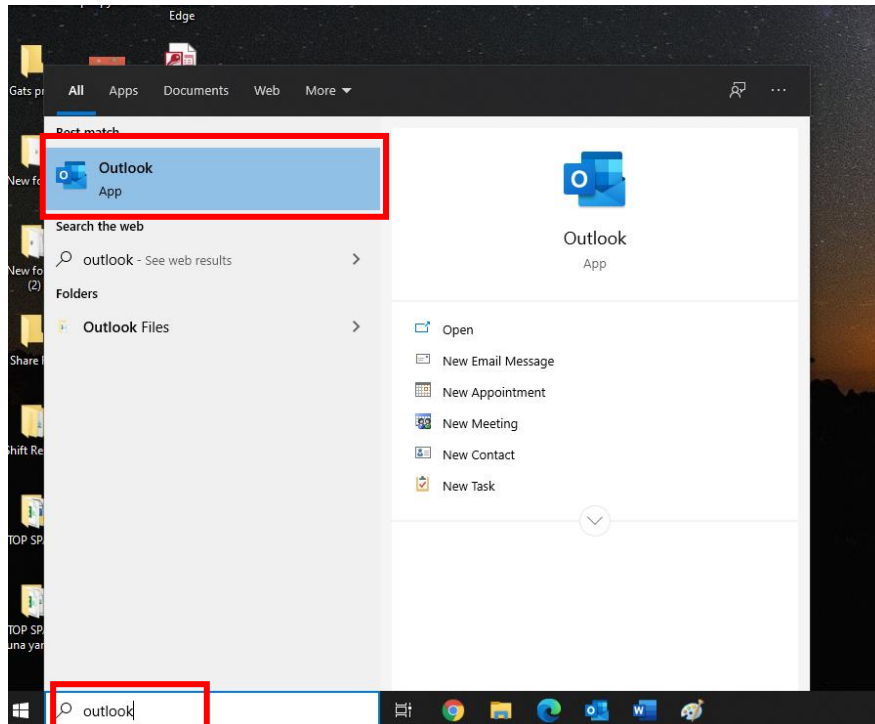 Edge
Gats pr
All Apps Documents Web More
Best match
Outlook
App
New fo
Search the web
outlook - See web results
New fo
(2)
Folders
Outlook Files
Share F
Shift Re
TOP SP
TOP SP
una yar
Outlook
App
Open
New Email Message
New Appointment
New Meeting
New Contact
New Task
outlook